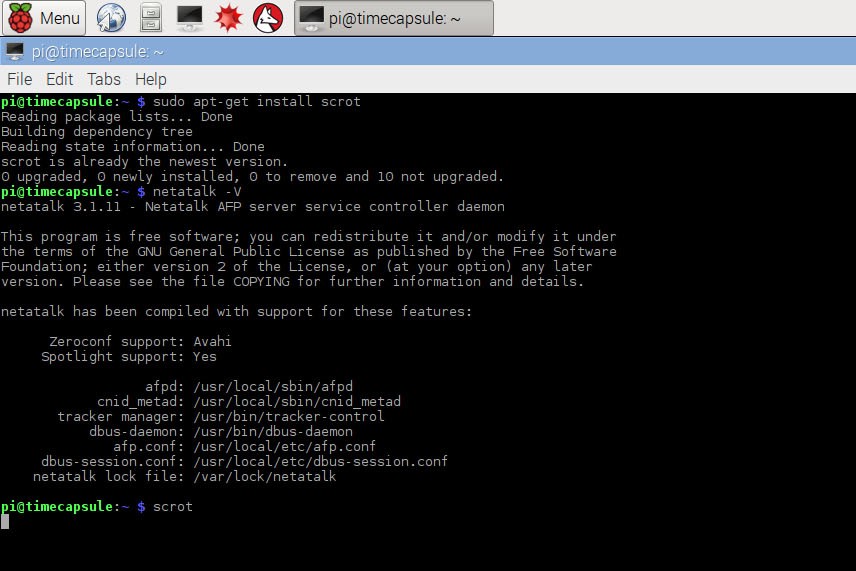 Menu
pi@timecapsule: ~
pi@timecapsule: ~
File Edit Tabs Help
pi@timecapsule:~ $ sudo apt-get install scrot
Reading package lists... Done
Building dependency tree
Reading state information... Done
scrot is already the newest version.
0 upgraded, 0 newly installed, 0 to remove and 10 not upgraded.
pi@timecapsule:~ $ netatalk -V
netatalk 3.1.11 - Netatalk AFP server service controller daemon
This program is free software; you can redistribute it and/or modify it under
the terms of the GNU General Public License as published by the Free Software
Foundation; either version 2 of the License, or (at your option) any later
version. Please see the file COPYING for further information and details.
netatalk has been compiled with support for these features:
Zeroconf support: Avahi
Spotlight support: Yes
afpd: /usr/local/sbin/afpd
cnid_metad: /usr/local/sbin/cnid_metad
tracker manager: /usr/bin/tracker-control
dbus-daemon: /usr/bin/dbus-daemon
afp.conf: /usr/local/etc/afp.conf
dbus-session.conf: /usr/local/etc/dbus-session.conf
netatalk lock file: /var/lock/netatalk
pi@timecapsule:~ $ scrot